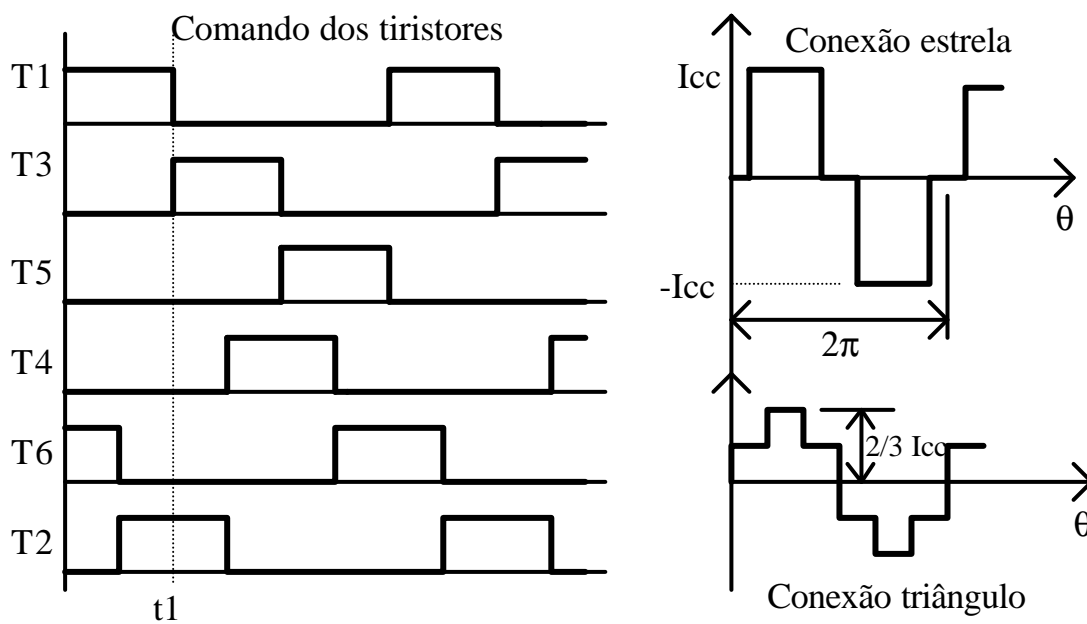 Comando dos tiristores
T1
T3
T5
T4
T6
T2
t1
Conexão estrela
Icc
θ
-Icc
2π
2/3 Icc
θ
Conexão triângulo